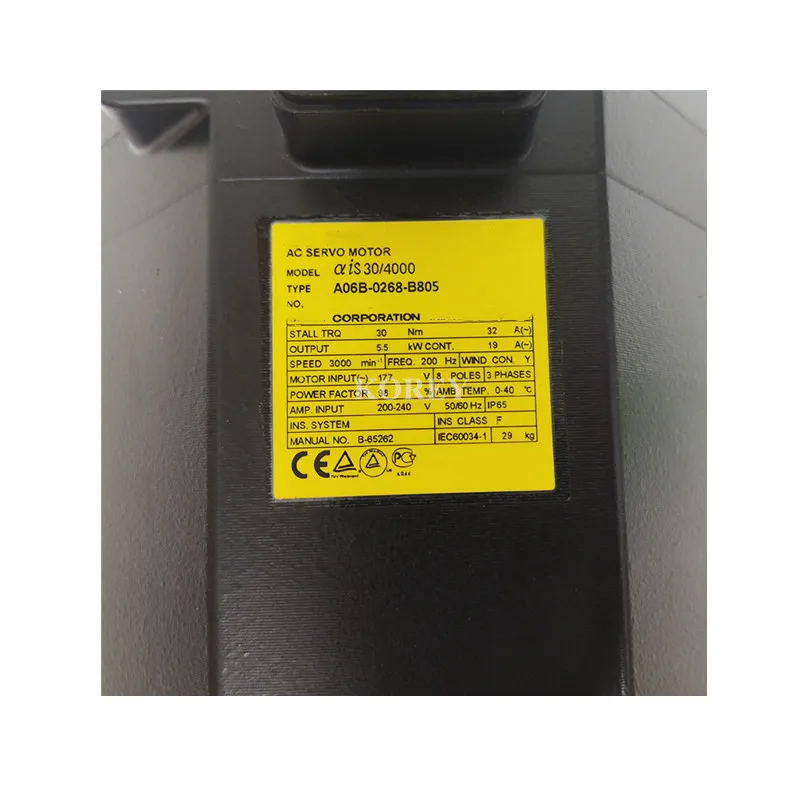 AC SERVO MOTOR
MODEL αis 30/4000
TYPE A06B-0268-B805
NO.
CORPORATION
STALL TRQ 30 Nm 32 A(~)
OUTPUT 5.5 kW CONT. 19 A(~)
SPEED 3000 min⁻¹ FREQ. 200 Hz WIND CON. Y
MOTOR INPUT(~) 177 V 8 POLES 3 PHASES
POWER FACTOR 98 % AMB TEMP. 0-40 ℃
KOREY
AMP. INPUT 200-240 V 50/60 Hz IP65
INS. SYSTEM INS CLASS F
MANUAL NO. B-65262 IEC60034-1 29 kg
CE